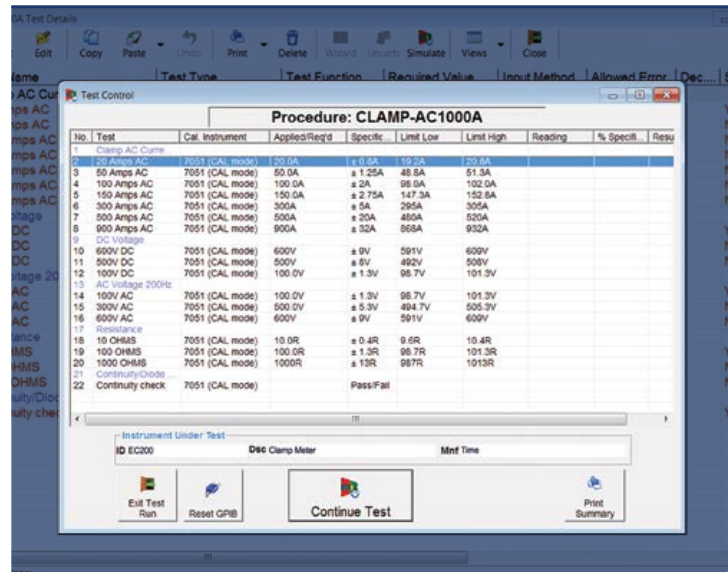 0A Test Details
Edit Copy Paste Undo Print Delete Wizard Uncerts Simulate Views Close
Name Test Type Test Function Required Value Input Method Allowed Error Dec....
Test Control
Procedure: CLAMP-AC1000A
No. Test Cal. Instrument Applied/Req'd Specific... Limit Low Limit High Reading % Specifi... Resu
1 Clamp AC Curre...
2 20 Amps AC 7051 (CAL mode) 20.0A ± 0.8A 19.2A 20.8A
3 50 Amps AC 7051 (CAL mode) 50.0A ± 1.25A 48.8A 51.3A
4 100 Amps AC 7051 (CAL mode) 100.0A ± 2A 98.0A 102.0A
5 150 Amps AC 7051 (CAL mode) 150.0A ± 2.75A 147.3A 152.8A
6 300 Amps AC 7051 (CAL mode) 300A ± 5A 295A 305A
7 500 Amps AC 7051 (CAL mode) 500A ± 20A 480A 520A
8 900 Amps AC 7051 (CAL mode) 900A ± 32A 868A 932A
9 DC Voltage
10 600V DC 7051 (CAL mode) 600V ± 9V 591V 609V
11 500V DC 7051 (CAL mode) 500V ± 8V 492V 508V
12 100V DC 7051 (CAL mode) 100.0V ± 1.3V 98.7V 101.3V
13 AC Voltage 200Hz
14 100V AC 7051 (CAL mode) 100.0V ± 1.3V 98.7V 101.3V
15 300V AC 7051 (CAL mode) 500.0V ± 5.3V 494.7V 505.3V
16 600V AC 7051 (CAL mode) 600V ± 9V 591V 609V
17 Resistance
18 10 OHMS 7051 (CAL mode) 10.0R ± 0.4R 9.6R 10.4R
19 100 OHMS 7051 (CAL mode) 100.0R ± 1.3R 98.7R 101.3R
20 1000 OHMS 7051 (CAL mode) 1000R ± 13R 987R 1013R
21 Continuity/Diode ...
22 Continuity check 7051 (CAL mode) Pass/Fail
Instrument Under Test
ID EC200 Dsc Clamp Meter Mnf Time
Exit Test Run
Reset GPIB
Continue Test
Print Summary